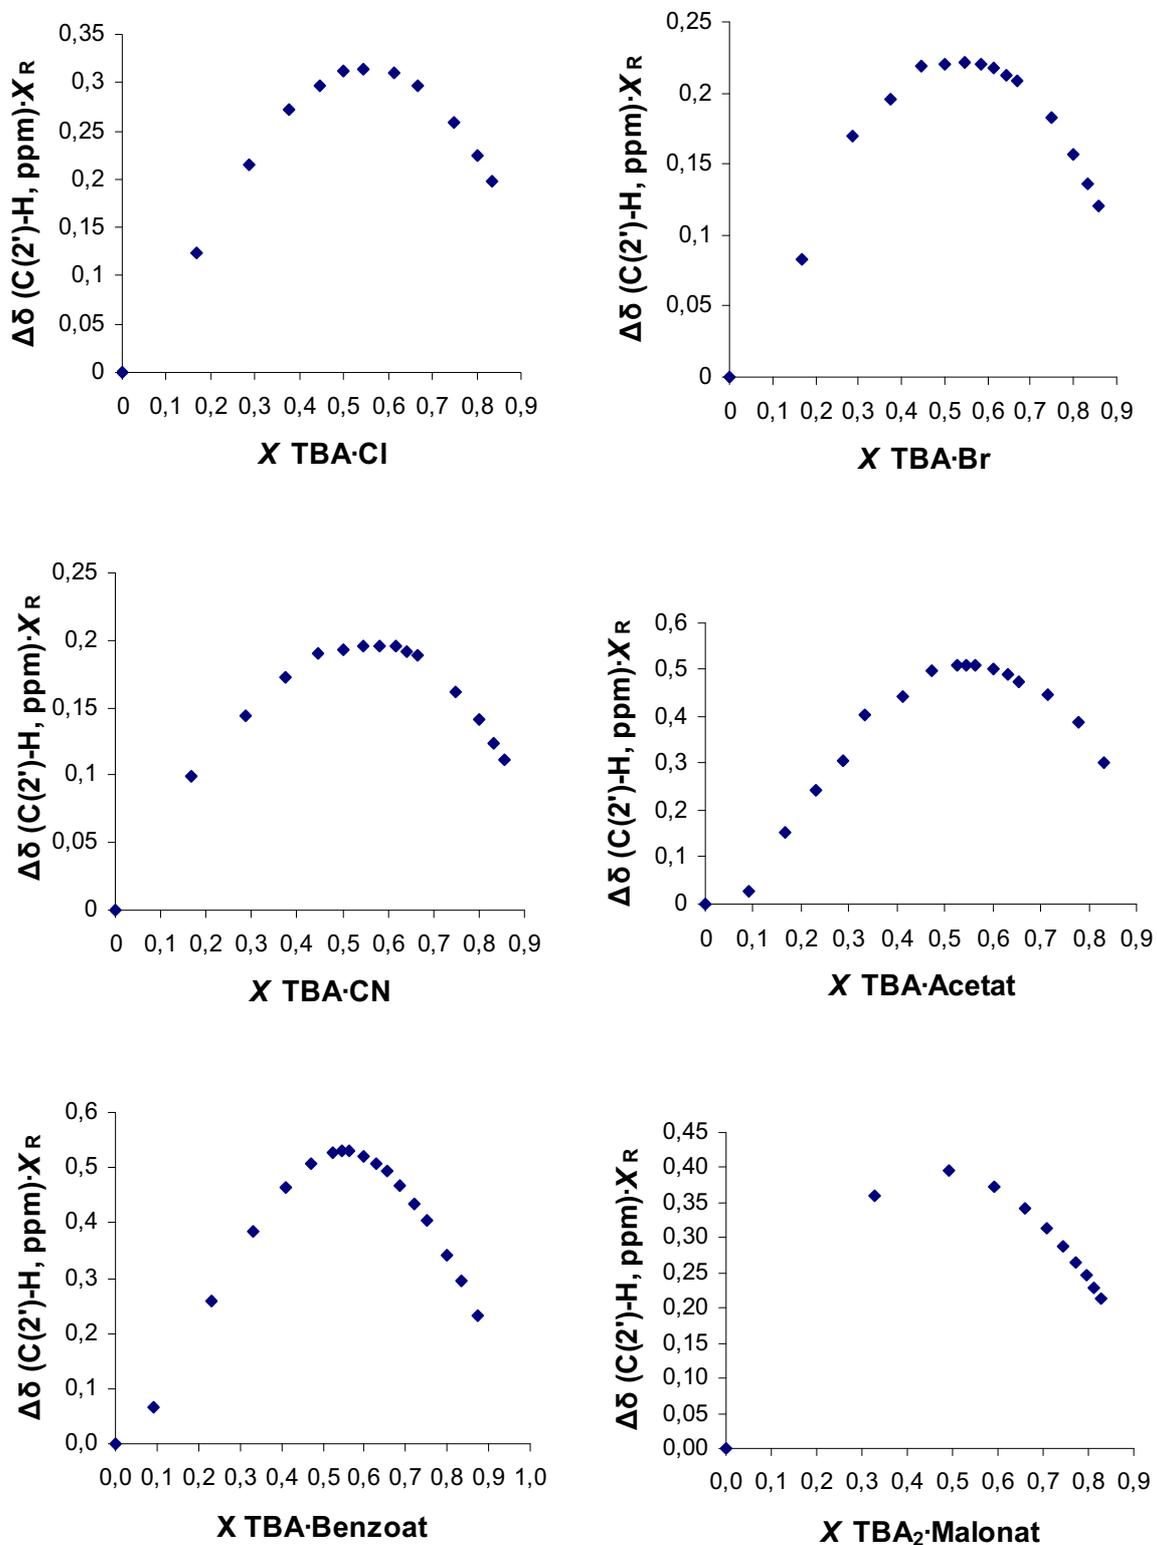 Δδ (C(2')-H, ppm)·X R
0,35
0,3
0,25
0,2
0,15
0,1
0,05
0
0 0,1 0,2 0,3 0,4 0,5 0,6 0,7 0,8 0,9
X TBA·Cl
Δδ (C(2')-H, ppm)·X R
0,25
0,2
0,15
0,1
0,05
0
0 0,1 0,2 0,3 0,4 0,5 0,6 0,7 0,8 0,9
X TBA·Br
Δδ (C(2')-H, ppm)·X R
0,25
0,2
0,15
0,1
0,05
0
0 0,1 0,2 0,3 0,4 0,5 0,6 0,7 0,8 0,9
X TBA·CN
Δδ (C(2')-H, ppm)·X R
0,6
0,5
0,4
0,3
0,2
0,1
0
0 0,1 0,2 0,3 0,4 0,5 0,6 0,7 0,8 0,9
X TBA·Acetat
Δδ (C(2')-H, ppm)·X R
0,6
0,5
0,4
0,3
0,2
0,1
0,0
0,0 0,1 0,2 0,3 0,4 0,5 0,6 0,7 0,8 0,9 1,0
X TBA·Benzoat
Δδ (C(2')-H, ppm)·X R
0,45
0,40
0,35
0,30
0,25
0,20
0,15
0,10
0,05
0,00
0,0 0,1 0,2 0,3 0,4 0,5 0,6 0,7 0,8 0,9
X TBA₂·Malonat